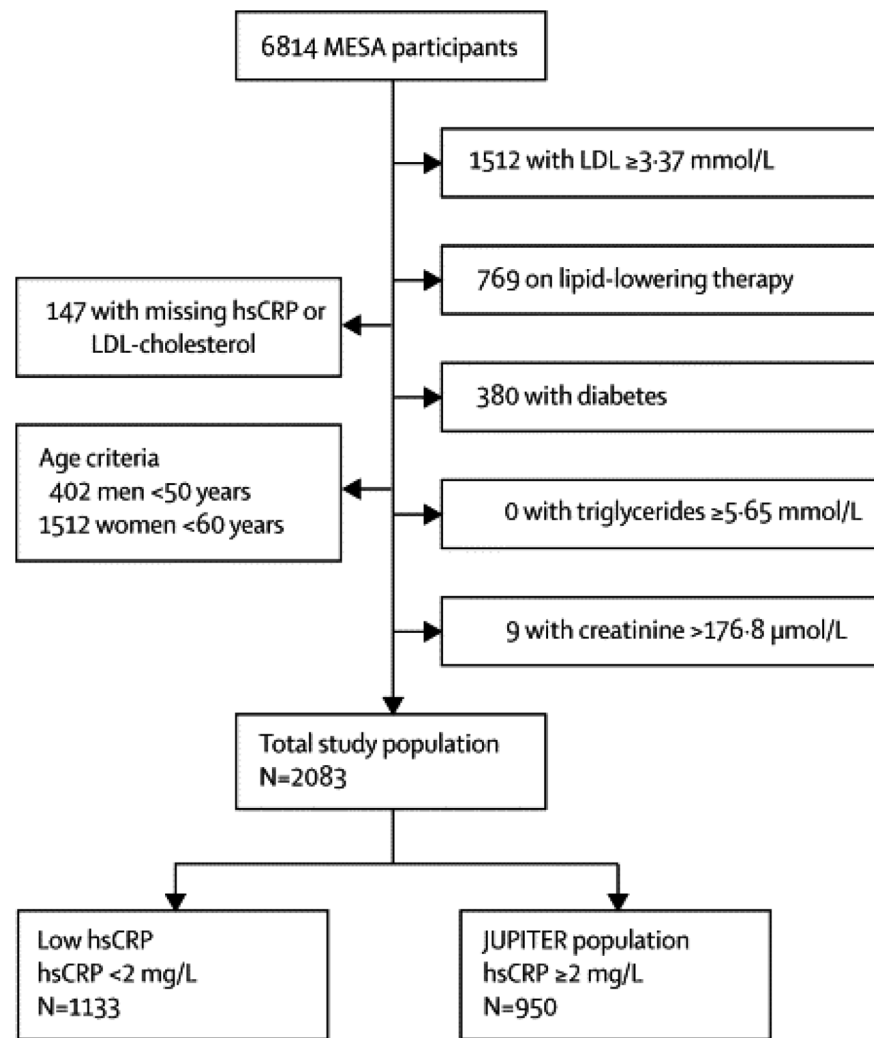 6814 MESA participants
1512 with LDL ≥3·37 mmol/L
769 on lipid-lowering therapy
147 with missing hsCRP or
LDL-cholesterol
380 with diabetes
Age criteria
402 men <50 years
1512 women <60 years
0 with triglycerides ≥5·65 mmol/L
9 with creatinine >176·8 µmol/L
Total study population
N=2083
Low hsCRP
hsCRP <2 mg/L
N=1133
JUPITER population
hsCRP ≥2 mg/L
N=950